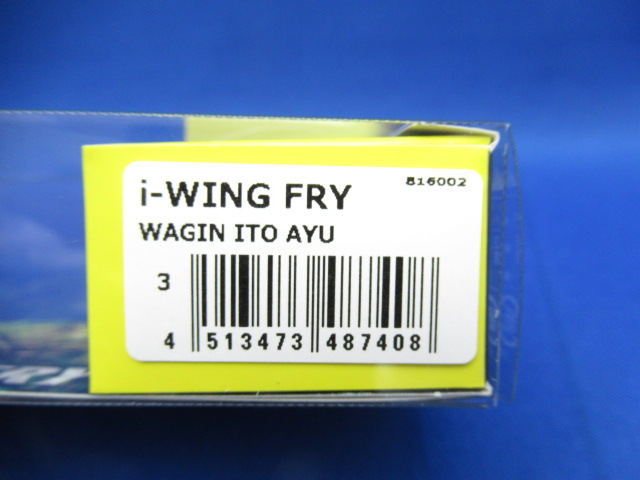 i-WING FRY
816002
WAGIN ITO AYU
3
4 513473 487408